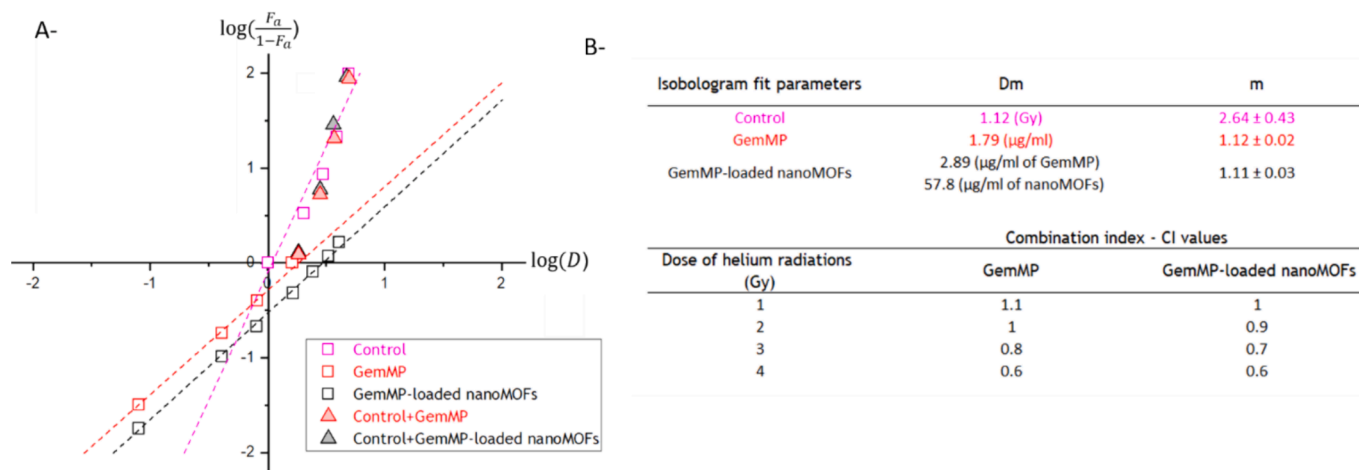 A-
log(Fa/1−Fa)
2
1
0
-1
-2
-2 -1 0 1 2
log(D)
Control
GemMP
GemMP-loaded nanoMOFs
Control+GemMP
Control+GemMP-loaded nanoMOFs
B-
Isobologram fit parameters Dm m
Control 1.12 (Gy) 2.64 ± 0.43
GemMP 1.79 (µg/ml) 1.12 ± 0.02
GemMP-loaded nanoMOFs 2.89 (µg/ml of GemMP) 1.11 ± 0.03
57.8 (µg/ml of nanoMOFs)
Combination index - CI values
Dose of helium radiations GemMP GemMP-loaded nanoMOFs
(Gy)
1 1.1 1
2 1 0.9
3 0.8 0.7
4 0.6 0.6